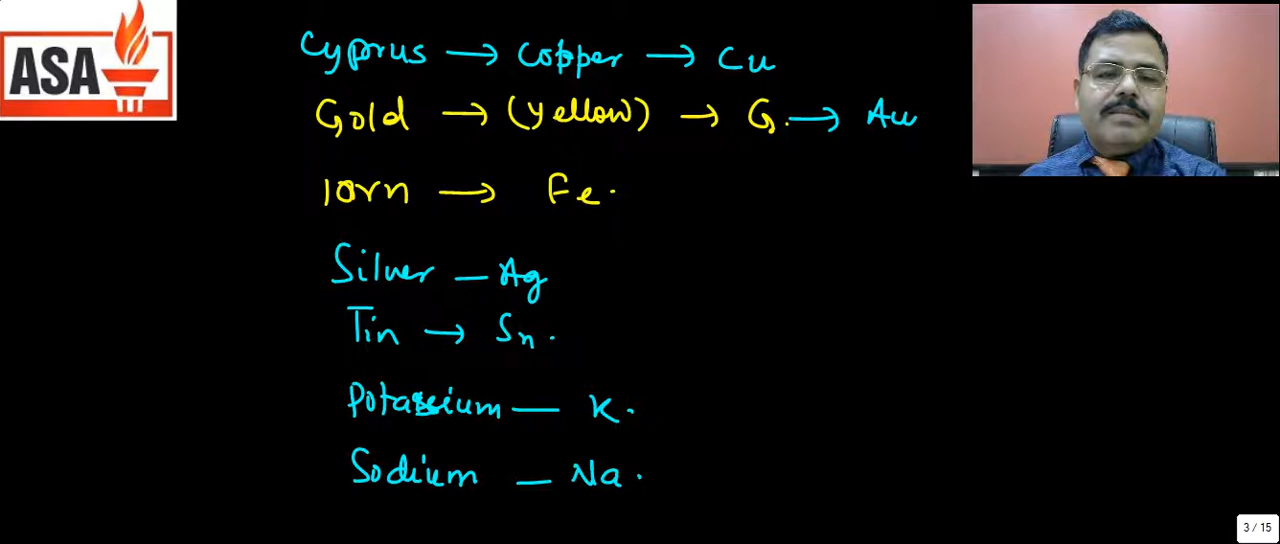 ASA
Cyprus → Copper → Cu
Gold → (Yellow) → G. → Au
Iorn → Fe.
Silver — Ag
Tin → Sn.
Potassium — K.
Sodium — Na.
3 / 15